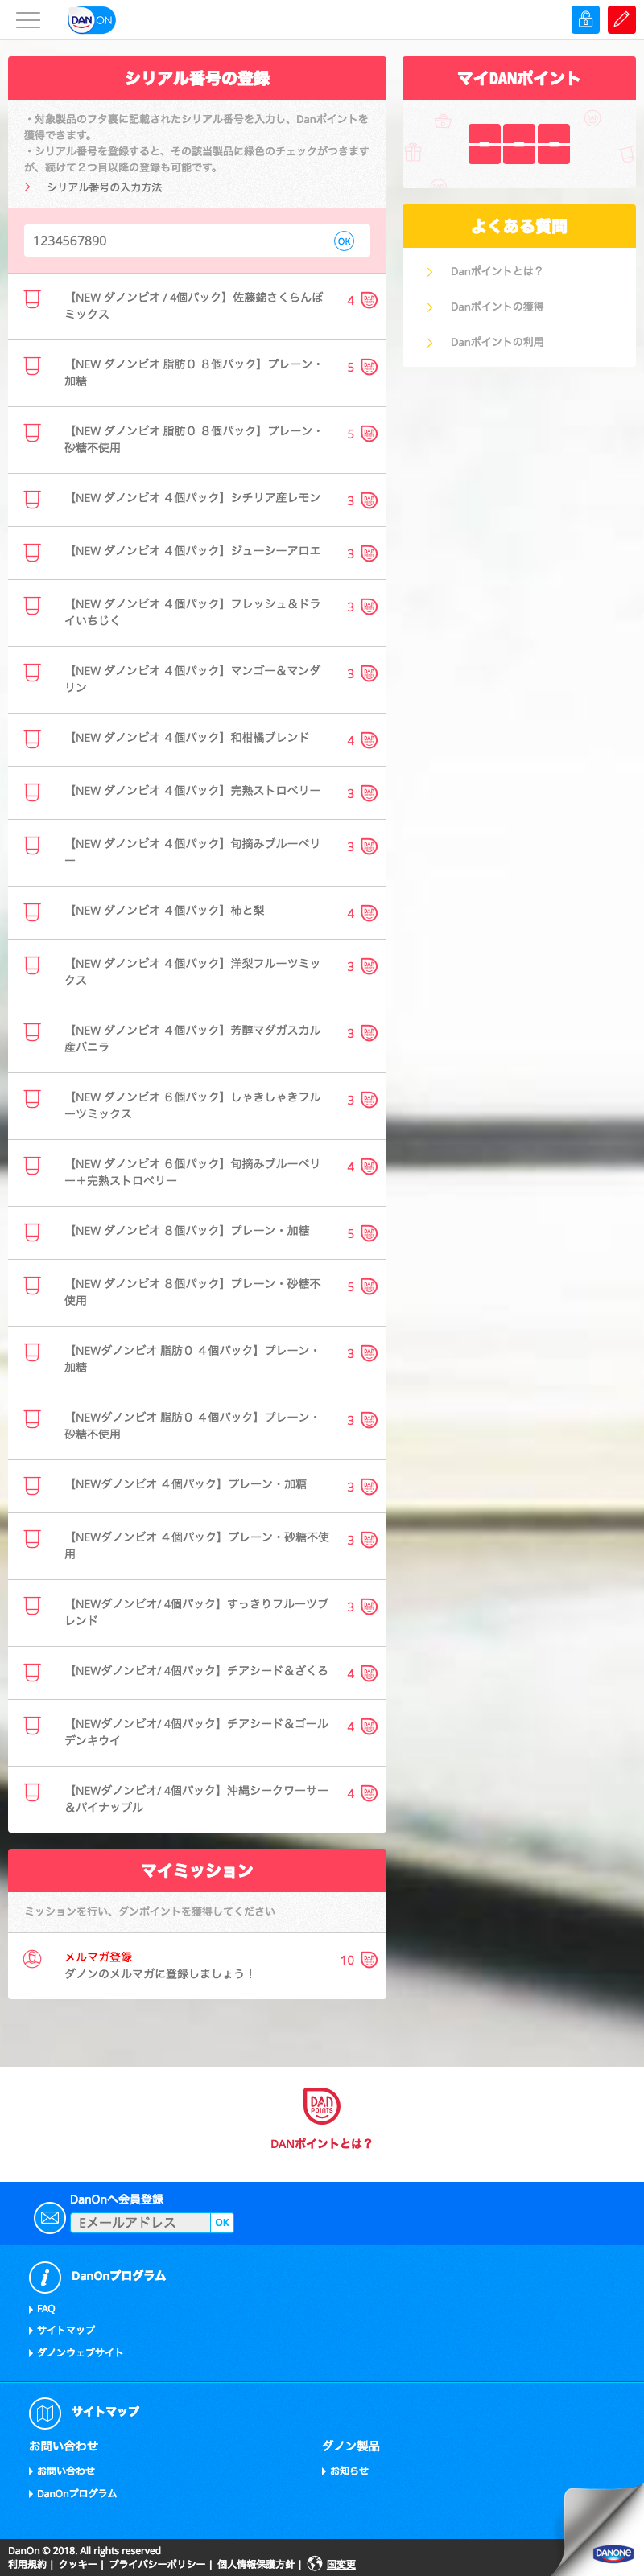 DAN ON
シリアル番号の登録
・対象製品のフタ裏に記載されたシリアル番号を入力し、Danポイントを
獲得できます。
・シリアル番号を登録すると、その該当製品に緑色のチェックがつきます
が、続けて２つ目以降の登録も可能です。
シリアル番号の入力方法
1234567890
OK
【NEW ダノンビオ / 4個パック】佐藤錦さくらんぼ
ミックス
4
【NEW ダノンビオ 脂肪０ ８個パック】プレーン・
加糖
5
【NEW ダノンビオ 脂肪０ ８個パック】プレーン・
砂糖不使用
5
【NEW ダノンビオ ４個パック】シチリア産レモン
3
【NEW ダノンビオ ４個パック】ジューシーアロエ
3
【NEW ダノンビオ ４個パック】フレッシュ＆ドラ
イいちじく
3
【NEW ダノンビオ ４個パック】マンゴー＆マンダ
リン
3
【NEW ダノンビオ ４個パック】和柑橘ブレンド
4
【NEW ダノンビオ ４個パック】完熟ストロベリー
3
【NEW ダノンビオ ４個パック】旬摘みブルーベリ
ー
3
【NEW ダノンビオ ４個パック】柿と梨
4
【NEW ダノンビオ ４個パック】洋梨フルーツミッ
クス
3
【NEW ダノンビオ ４個パック】芳醇マダガスカル
産バニラ
3
【NEW ダノンビオ ６個パック】しゃきしゃきフル
ーツミックス
3
【NEW ダノンビオ ６個パック】旬摘みブルーベリ
ー＋完熟ストロベリー
4
【NEW ダノンビオ ８個パック】プレーン・加糖
5
【NEW ダノンビオ ８個パック】プレーン・砂糖不
使用
5
【NEWダノンビオ 脂肪０ ４個パック】プレーン・
加糖
3
【NEWダノンビオ 脂肪０ ４個パック】プレーン・
砂糖不使用
3
【NEWダノンビオ ４個パック】プレーン・加糖
3
【NEWダノンビオ ４個パック】プレーン・砂糖不使
用
3
【NEWダノンビオ/ 4個パック】すっきりフルーツブ
レンド
3
【NEWダノンビオ/ 4個パック】チアシード＆ざくろ
4
【NEWダノンビオ/ 4個パック】チアシード＆ゴール
デンキウイ
4
【NEWダノンビオ/ 4個パック】沖縄シークワーサー
＆パイナップル
4
マイミッション
ミッションを行い、ダンポイントを獲得してください
メルマガ登録
ダノンのメルマガに登録しましょう！
10
マイDANポイント
- - -
よくある質問
Danポイントとは？
Danポイントの獲得
Danポイントの利用
DAN
POINTS
DANポイントとは？
DanOnへ会員登録
Eメールアドレス
OK
DanOnプログラム
FAQ
サイトマップ
ダノンウェブサイト
サイトマップ
お問い合わせ
お問い合わせ
DanOnプログラム
ダノン製品
お知らせ
DanOn © 2018. All rights reserved
利用規約 | クッキー | プライバシーポリシー | 個人情報保護方針 | 国変更
DANONE